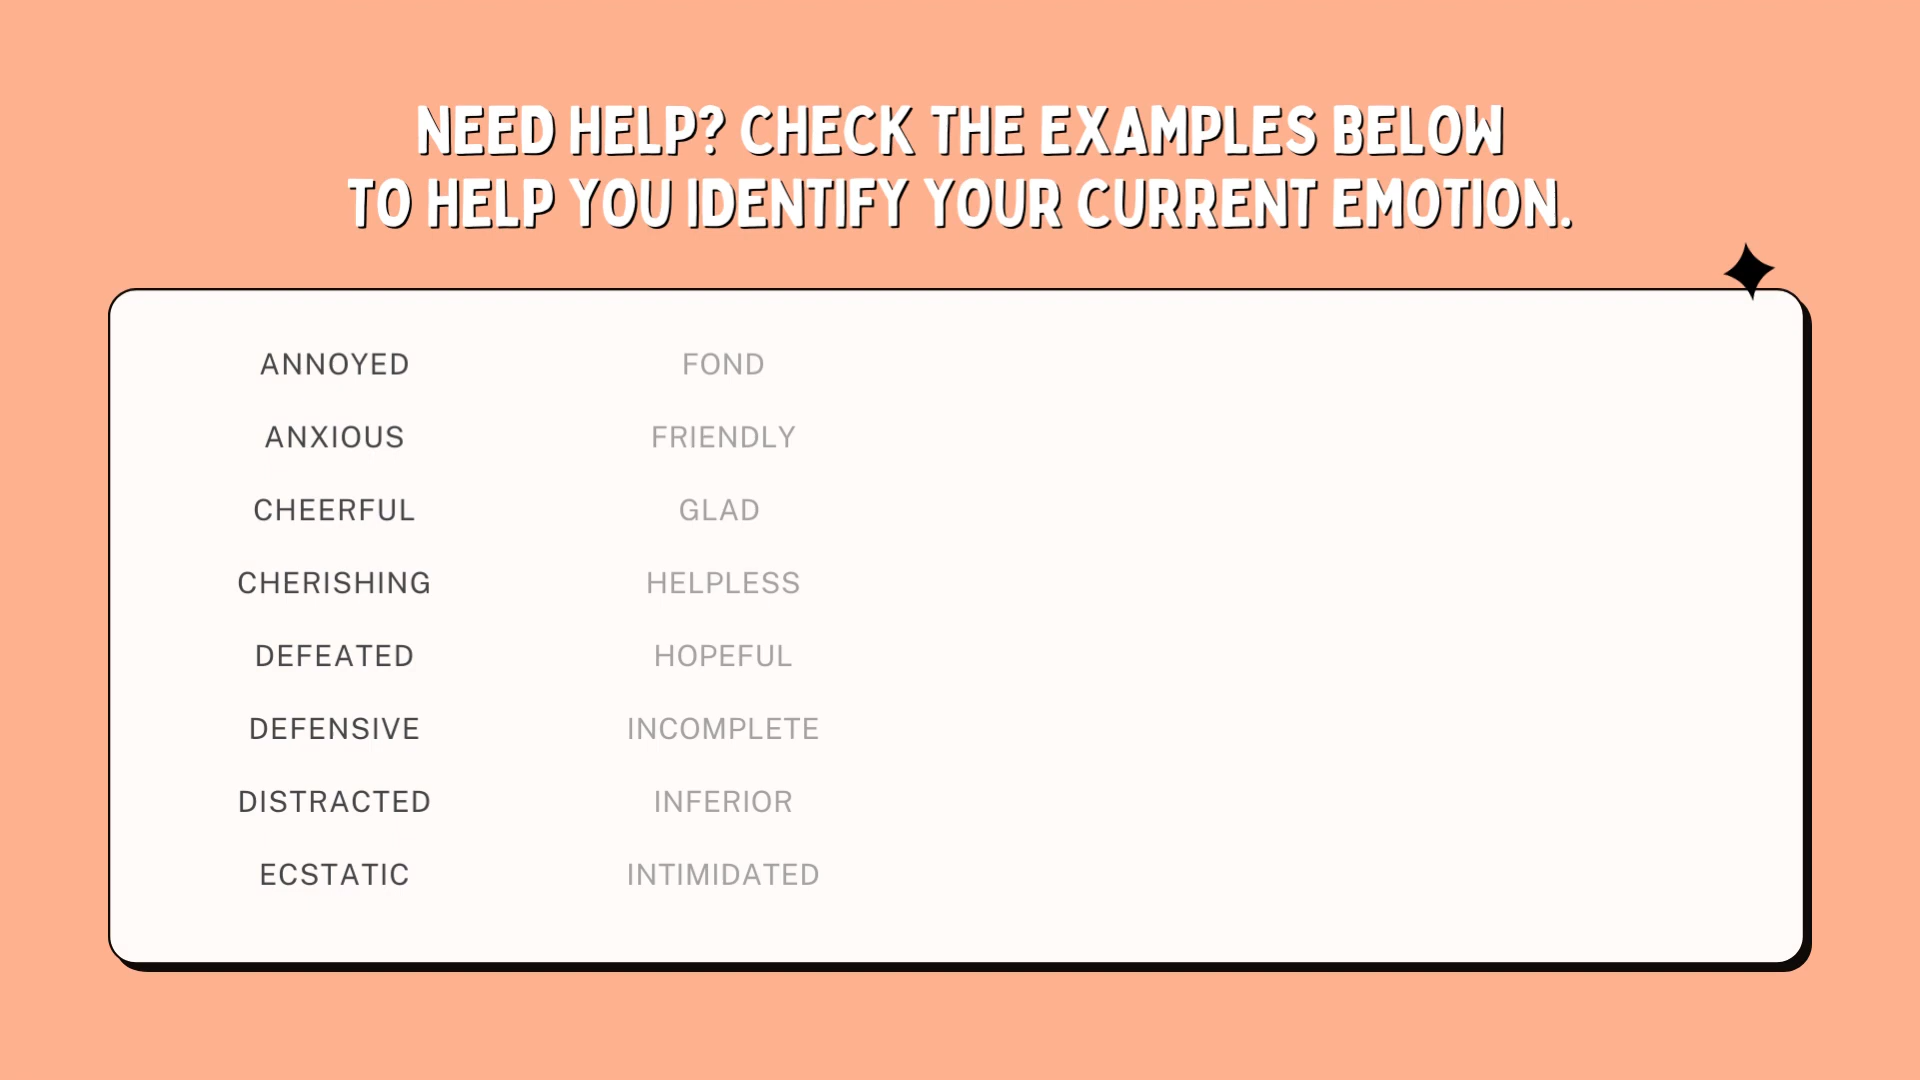 NEED HELP? CHECK THE EXAMPLES BELOW
TO HELP YOU IDENTIFY YOUR CURRENT EMOTION.
ANNOYED
ANXIOUS
CHEERFUL
CHERISHING
DEFEATED
DEFENSIVE
DISTRACTED
ECSTATIC
FOND
FRIENDLY
GLAD
HELPLESS
HOPEFUL
INCOMPLETE
INFERIOR
INTIMIDATED